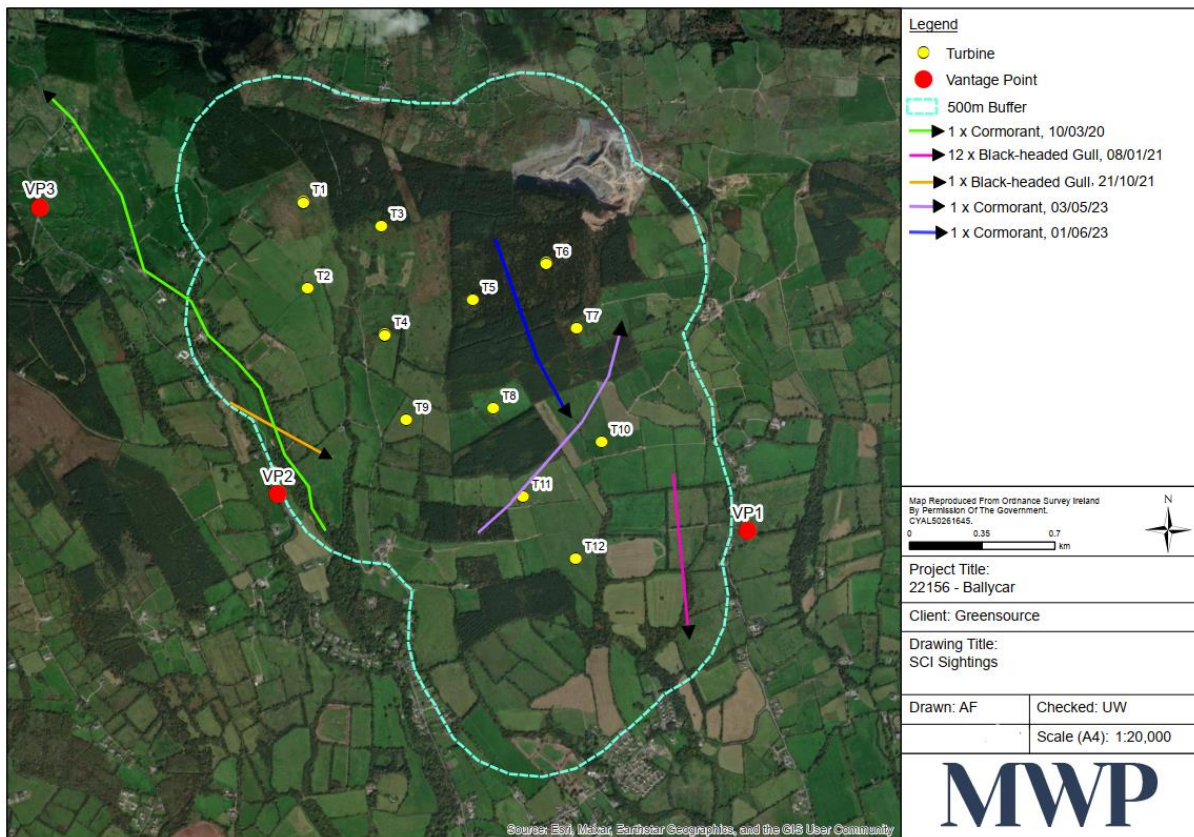 VP3
T1
T3
T6
T2
T5
T7
T4
T8
T9
T10
VP2
T11
VP1
T12
Source: Esri, Maxar, Earthstar Geographics, and the GIS User Community
Legend
Turbine
Vantage Point
500m Buffer
1 x Cormorant, 10/03/20
12 x Black-headed Gull, 08/01/21
1 x Black-headed Gull, 21/10/21
1 x Cormorant, 03/05/23
1 x Cormorant, 01/06/23
Map Reproduced From Ordnance Survey Ireland
By Permission Of The Government.
CYAL50261645.
N
0 0.35 0.7
km
Project Title:
22156 - Ballycar
Client: Greensource
Drawing Title:
SCI Sightings
Drawn: AF
Checked: UW
Scale (A4): 1:20,000
MWP